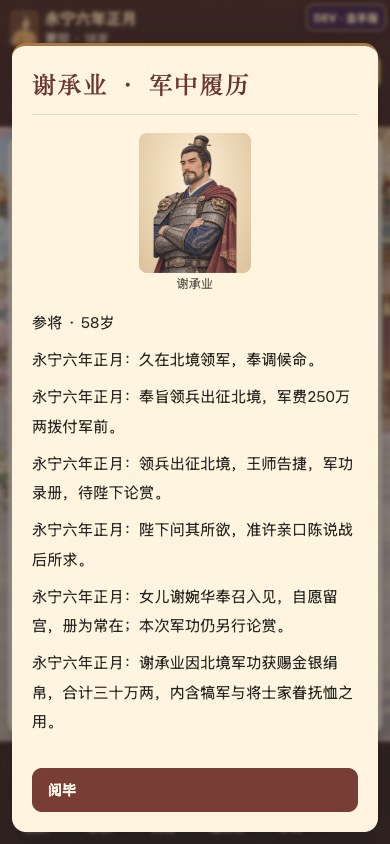 永宁六年正月
DEV · 金手指
谢承业 · 军中履历
谢承业
参将 · 58岁
永宁六年正月：久在北境领军，奉调候命。
永宁六年正月：奉旨领兵出征北境，军费250万
两拨付军前。
永宁六年正月：领兵出征北境，王师告捷，军功
录册，待陛下论赏。
永宁六年正月：陛下问其所欲，准许亲口陈说战
后所求。
永宁六年正月：女儿谢婉华奉召入见，自愿留
宫，册为常在；本次军功仍另行论赏。
永宁六年正月：谢承业因北境军功获赐金银绢
帛，合计三十万两，内含犒军与将士家眷抚恤之
用。
阅毕